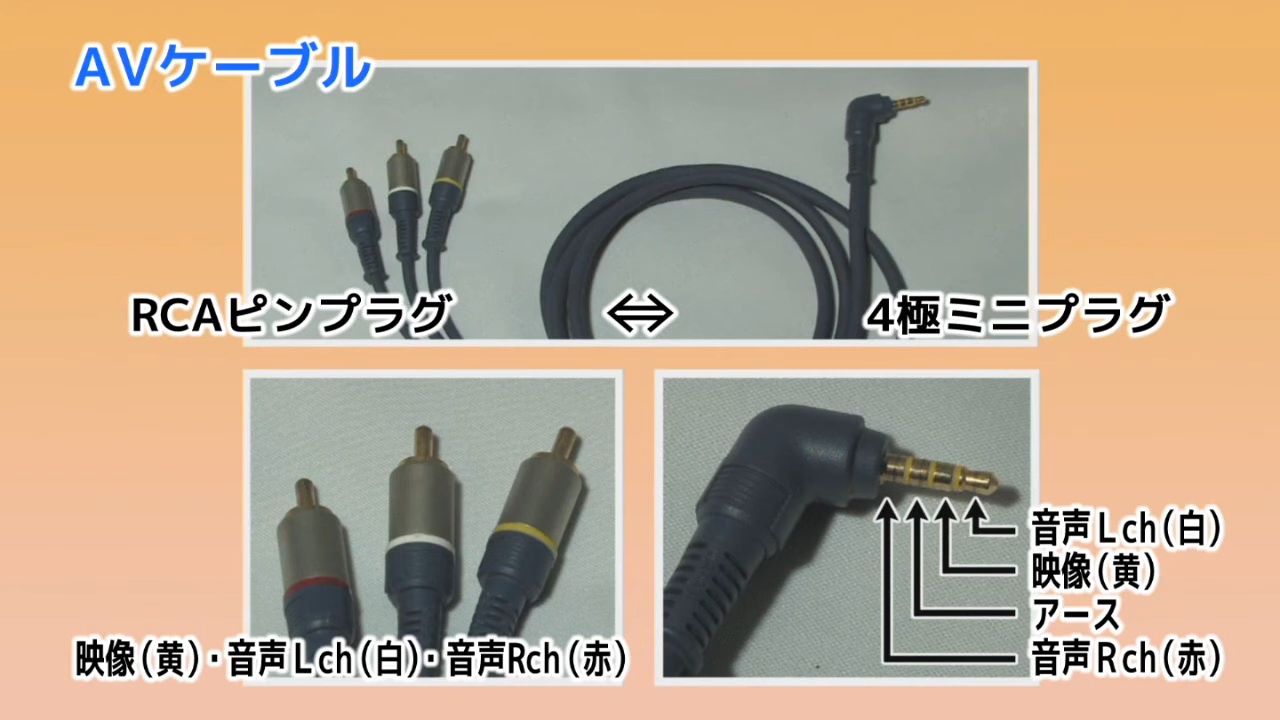 AVケーブル
RCAピンプラグ ⇔ 4極ミニプラグ
音声Lch(白)
映像(黄)
アース
音声Rch(赤)
映像(黄)・音声Lch(白)・音声Rch(赤)